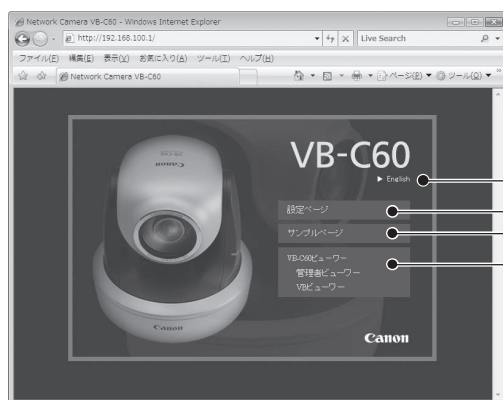 Network Camera VB-C60 - Windows Internet Explorer
http://192.168.100.1/
Live Search
ファイル(F) 編集(E) 表示(V) お気に入り(A) ツール(T) ヘルプ(H)
Network Camera VB-C60
ページ(P) ツール(O)
VB-C60
▶ English
設定ページ
サンプルページ
VB-C60ビューワー
管理者ビューワー
VBビューワー
Canon
Canon
Canon